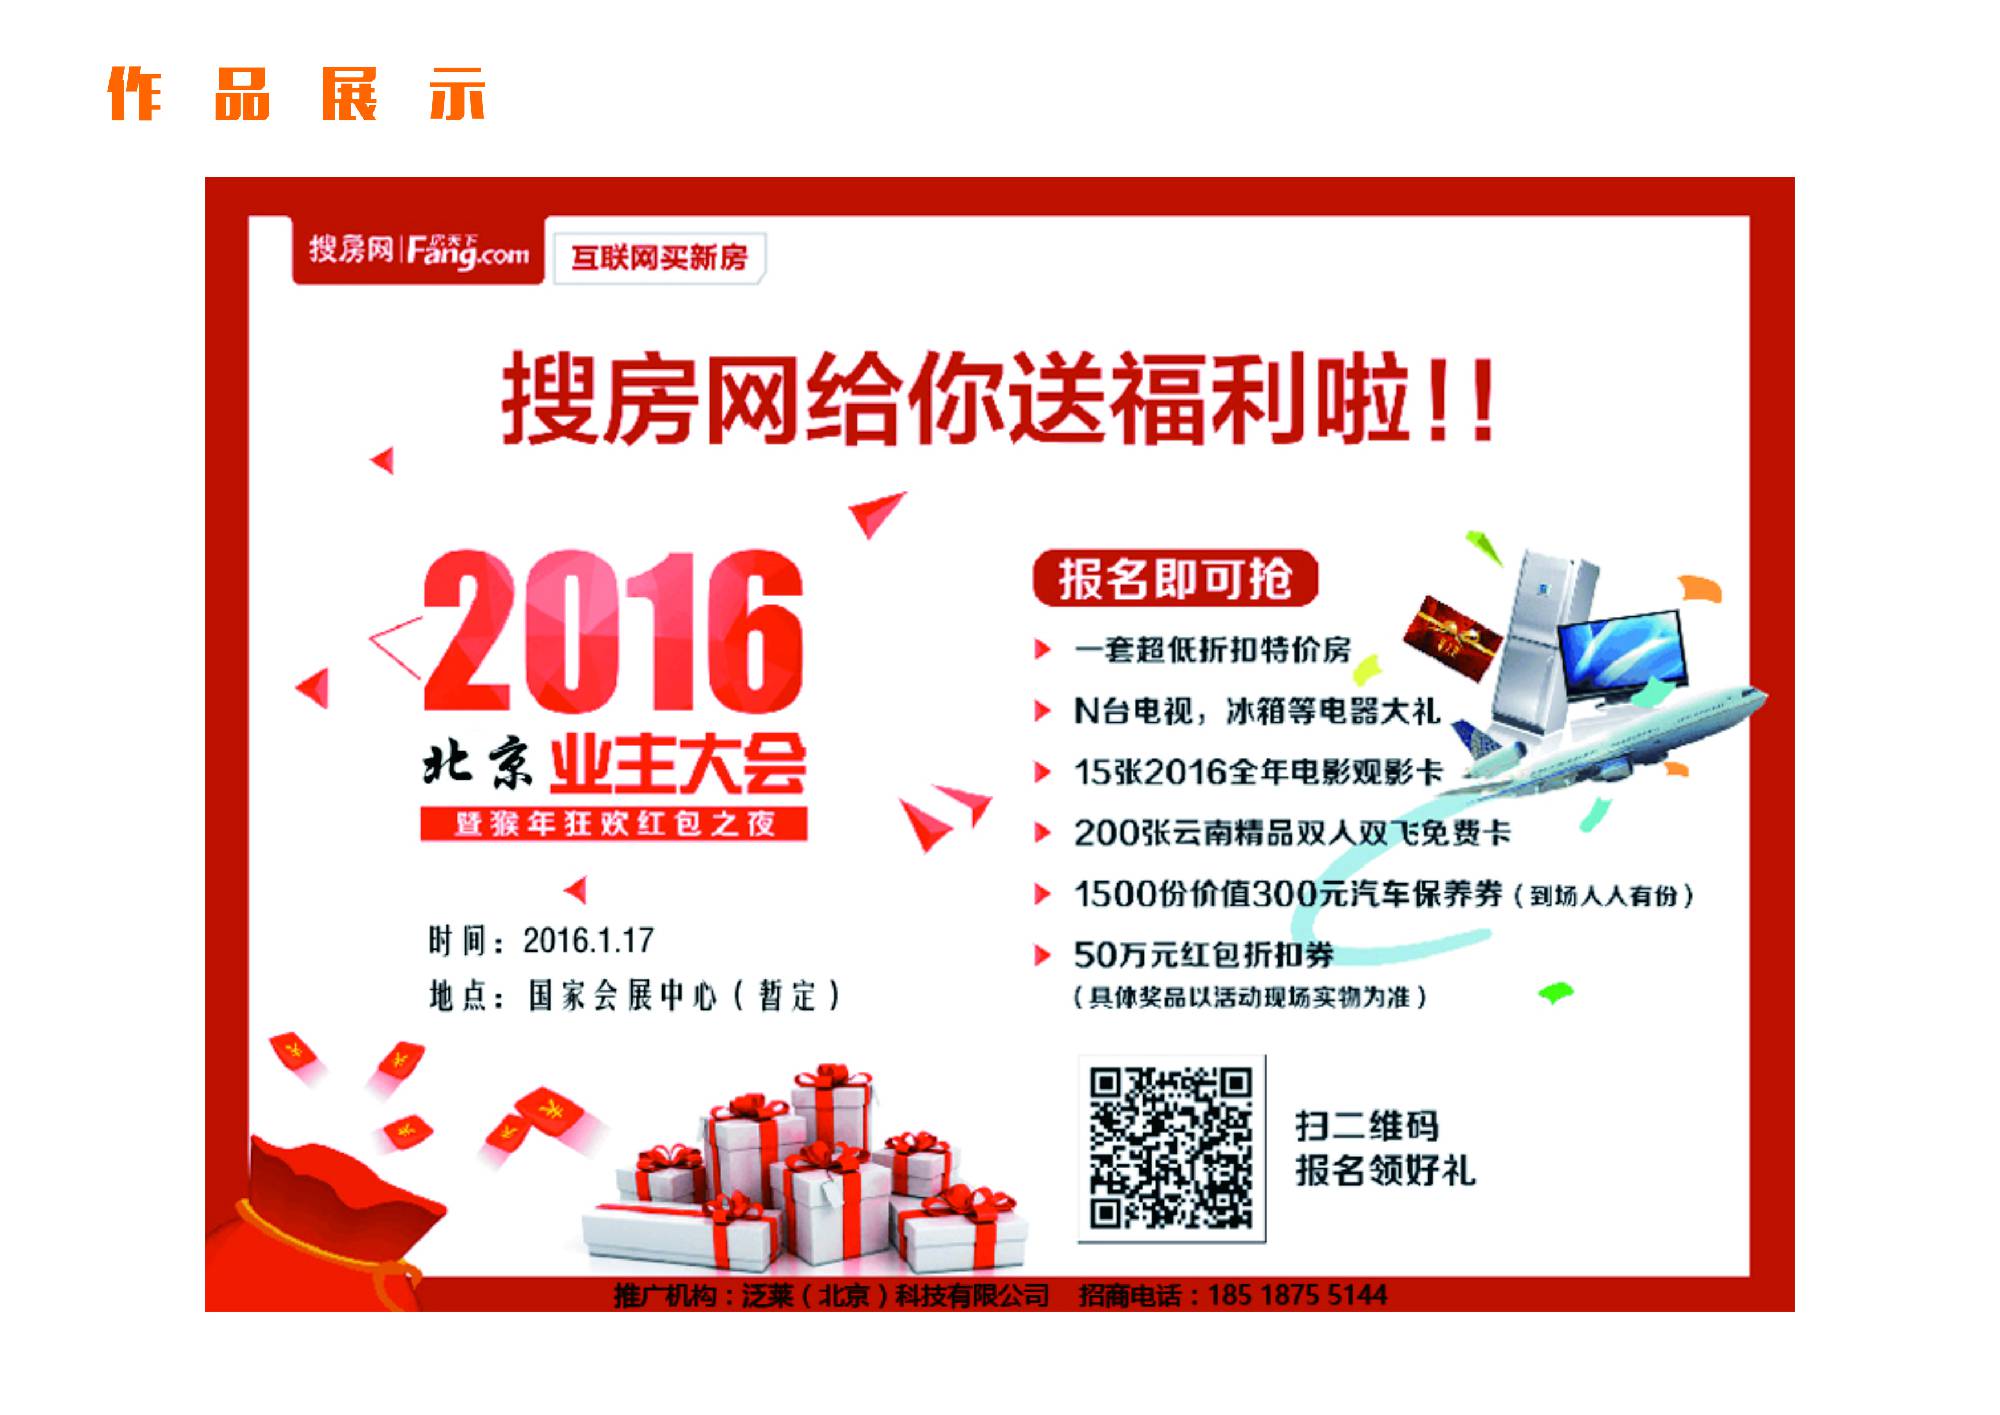 作品展示
搜房网 | Fang.com 房天下
互联网买新房
搜房网给你送福利啦!!
2016
北京业主大会
暨猴年狂欢红包之夜
时间：2016.1.17
地点：国家会展中心（暂定）
报名即可抢
一套超低折扣特价房
N台电视，冰箱等电器大礼
15张2016全年电影观影卡
200张云南精品双人双飞免费卡
1500份价值300元汽车保养券（到场人人有份）
50万元红包折扣券
（具体奖品以活动现场实物为准）
扫二维码
报名领好礼
推广机构：泛莱（北京）科技有限公司 招商电话：185 1875 5144